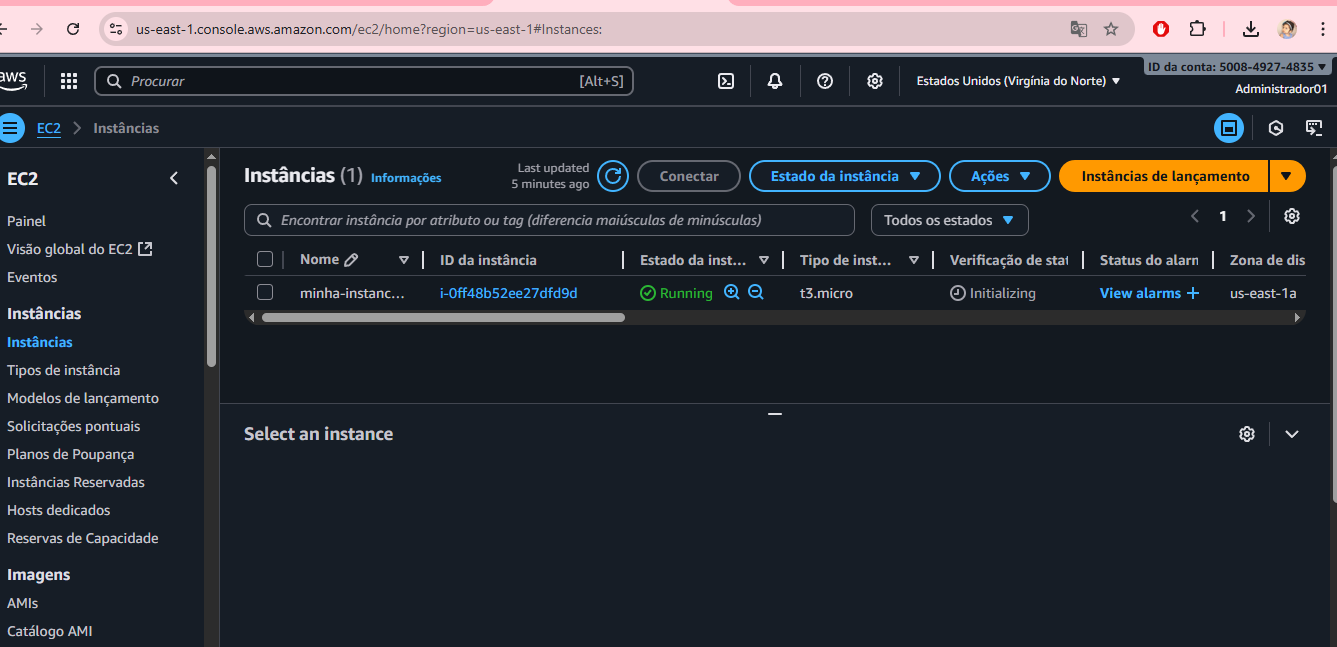 us-east-1.console.aws.amazon.com/ec2/home?region=us-east-1#Instances:
aws
Procurar
[Alt+S]
Estados Unidos (Virgínia do Norte)
ID da conta: 5008-4927-4835
Administrador01
EC2
Instâncias
EC2
Painel
Visão global do EC2
Eventos
Instâncias
Instâncias
Tipos de instância
Modelos de lançamento
Solicitações pontuais
Planos de Poupança
Instâncias Reservadas
Hosts dedicados
Reservas de Capacidade
Imagens
AMIs
Catálogo AMI
Instâncias (1) Informações
Last updated
5 minutes ago
Conectar
Estado da instância
Ações
Instâncias de lançamento
Encontrar instância por atributo ou tag (diferencia maiúsculas de minúsculas)
Todos os estados
1
Nome ID da instância Estado da inst... Tipo de inst... Verificação de stat Status do alarn Zona de dis
minha-instanc... i-0ff48b52ee27dfd9d Running t3.micro Initializing View alarms + us-east-1a
Select an instance